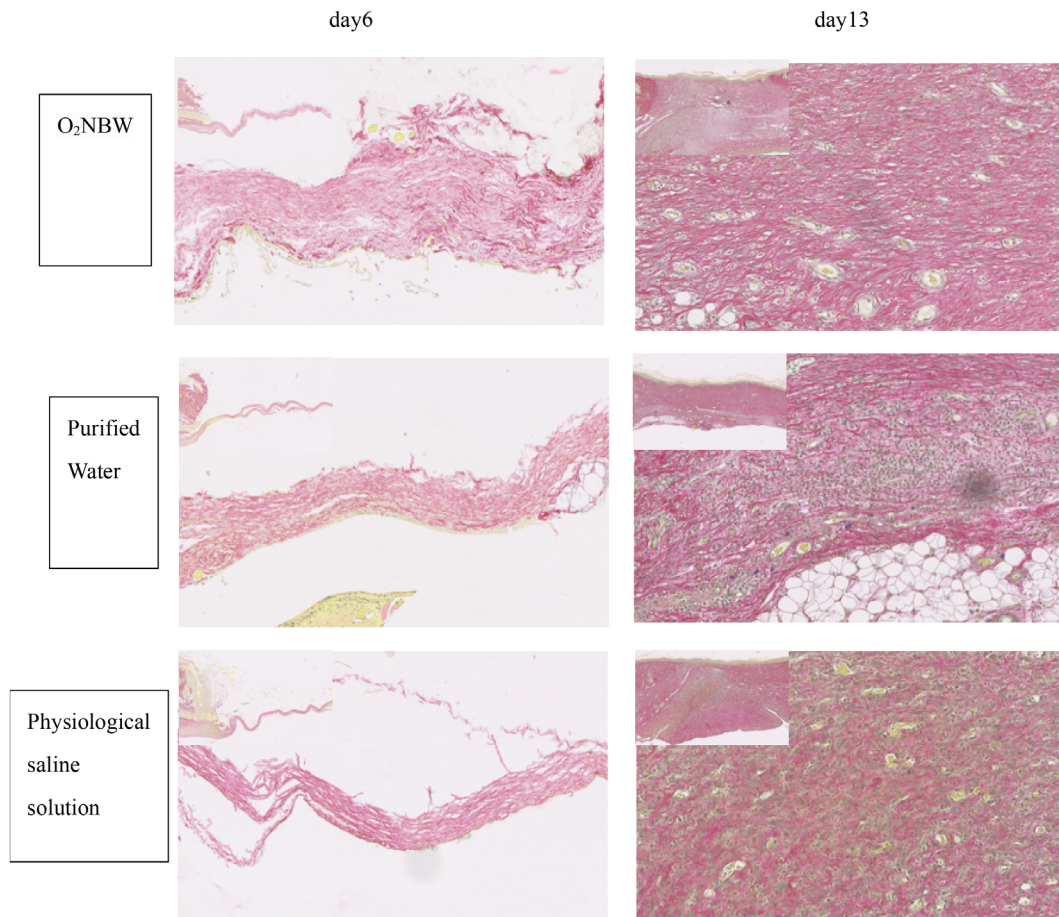 day6
day13
O₂NBW
Purified
Water
Physiological
saline
solution